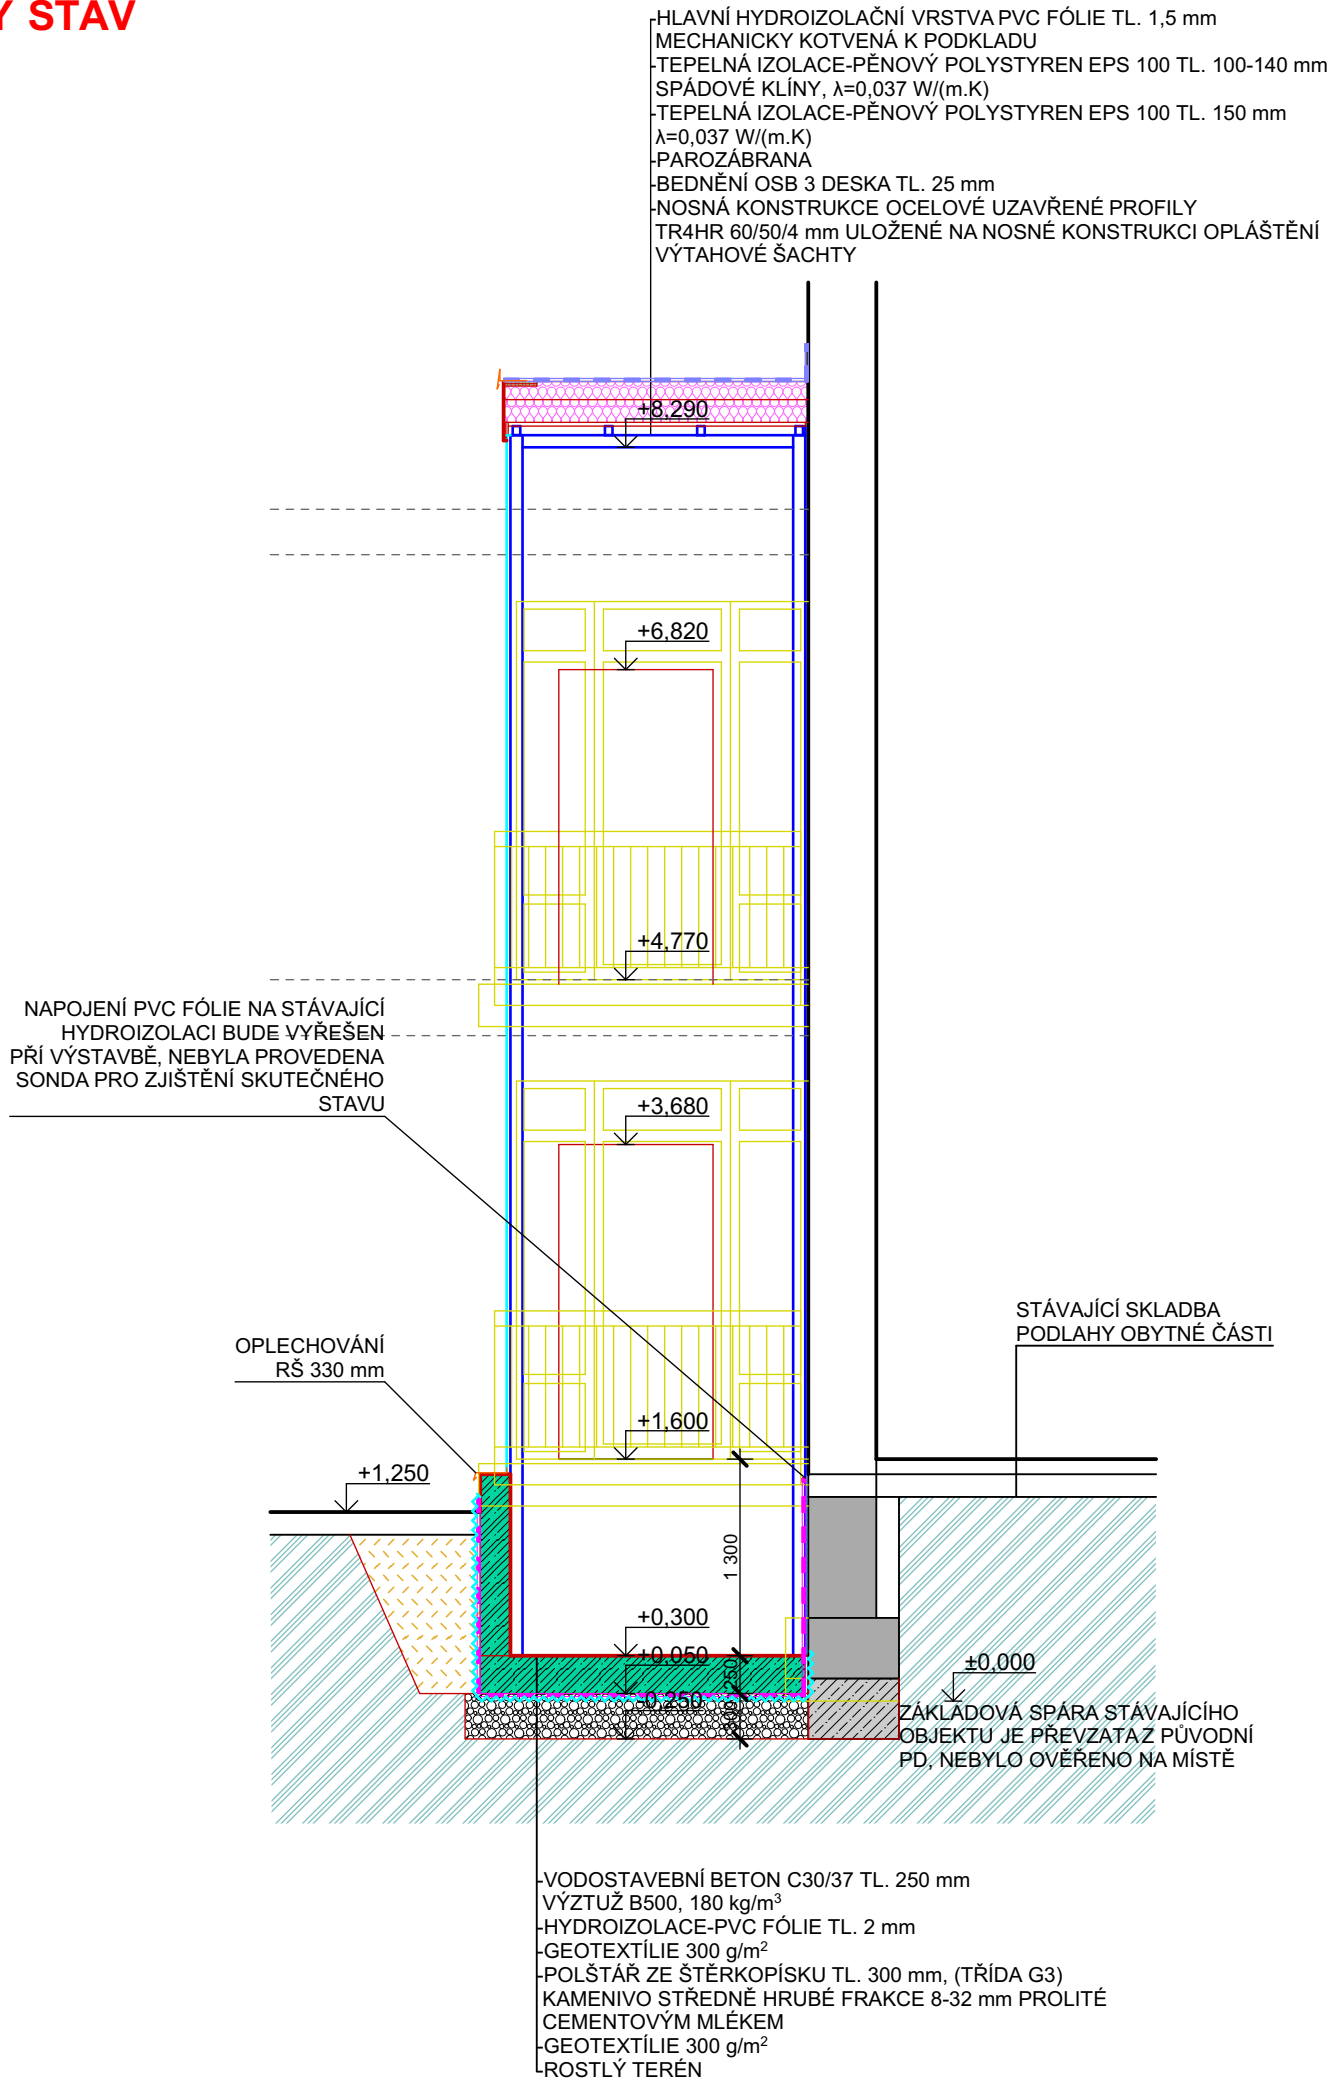 Y STAV
HLAVNÍ HYDROIZOLAČNÍ VRSTVA PVC FÓLIE TL. 1,5 mm
MECHANICKY KOTVENÁ K PODKLADU
TEPELNÁ IZOLACE-PĚNOVÝ POLYSTYREN EPS 100 TL. 100-140 mm
SPÁDOVÉ KLÍNY, λ=0,037 W/(m.K)
TEPELNÁ IZOLACE-PĚNOVÝ POLYSTYREN EPS 100 TL. 150 mm
λ=0,037 W/(m.K)
PAROZÁBRANA
BEDNĚNÍ OSB 3 DESKA TL. 25 mm
NOSNÁ KONSTRUKCE OCELOVÉ UZAVŘENÉ PROFILY
TR4HR 60/50/4 mm ULOŽENÉ NA NOSNÉ KONSTRUKCI OPLÁŠTĚNÍ
VÝTAHOVÉ ŠACHTY
+8,290
+6,820
+4,770
NAPOJENÍ PVC FÓLIE NA STÁVAJÍCÍ
HYDROIZOLACI BUDE VYŘEŠEN
PŘÍ VÝSTAVBĚ, NEBYLA PROVEDENA
SONDA PRO ZJIŠTĚNÍ SKUTEČNÉHO
STAVU
+3,680
STÁVAJÍCÍ SKLADBA
PODLAHY OBYTNÉ ČÁSTI
OPLECHOVÁNÍ
RŠ 330 mm
+1,600
+1,250
1 300
+0,300
+0,050
250
-0,250
300
±0,000
ZÁKLADOVÁ SPÁRA STÁVAJÍCÍHO
OBJEKTU JE PŘEVZATA Z PŮVODNÍ
PD, NEBYLO OVĚŘENO NA MÍSTĚ
VODOSTAVEBNÍ BETON C30/37 TL. 250 mm
VÝZTUŽ B500, 180 kg/m³
HYDROIZOLACE-PVC FÓLIE TL. 2 mm
GEOTEXTÍLIE 300 g/m²
POLŠTÁŘ ZE ŠTĚRKOPÍSKU TL. 300 mm, (TŘÍDA G3)
KAMENIVO STŘEDNĚ HRUBÉ FRAKCE 8-32 mm PROLITÉ
CEMENTOVÝM MLÉKEM
GEOTEXTÍLIE 300 g/m²
ROSTLÝ TERÉN